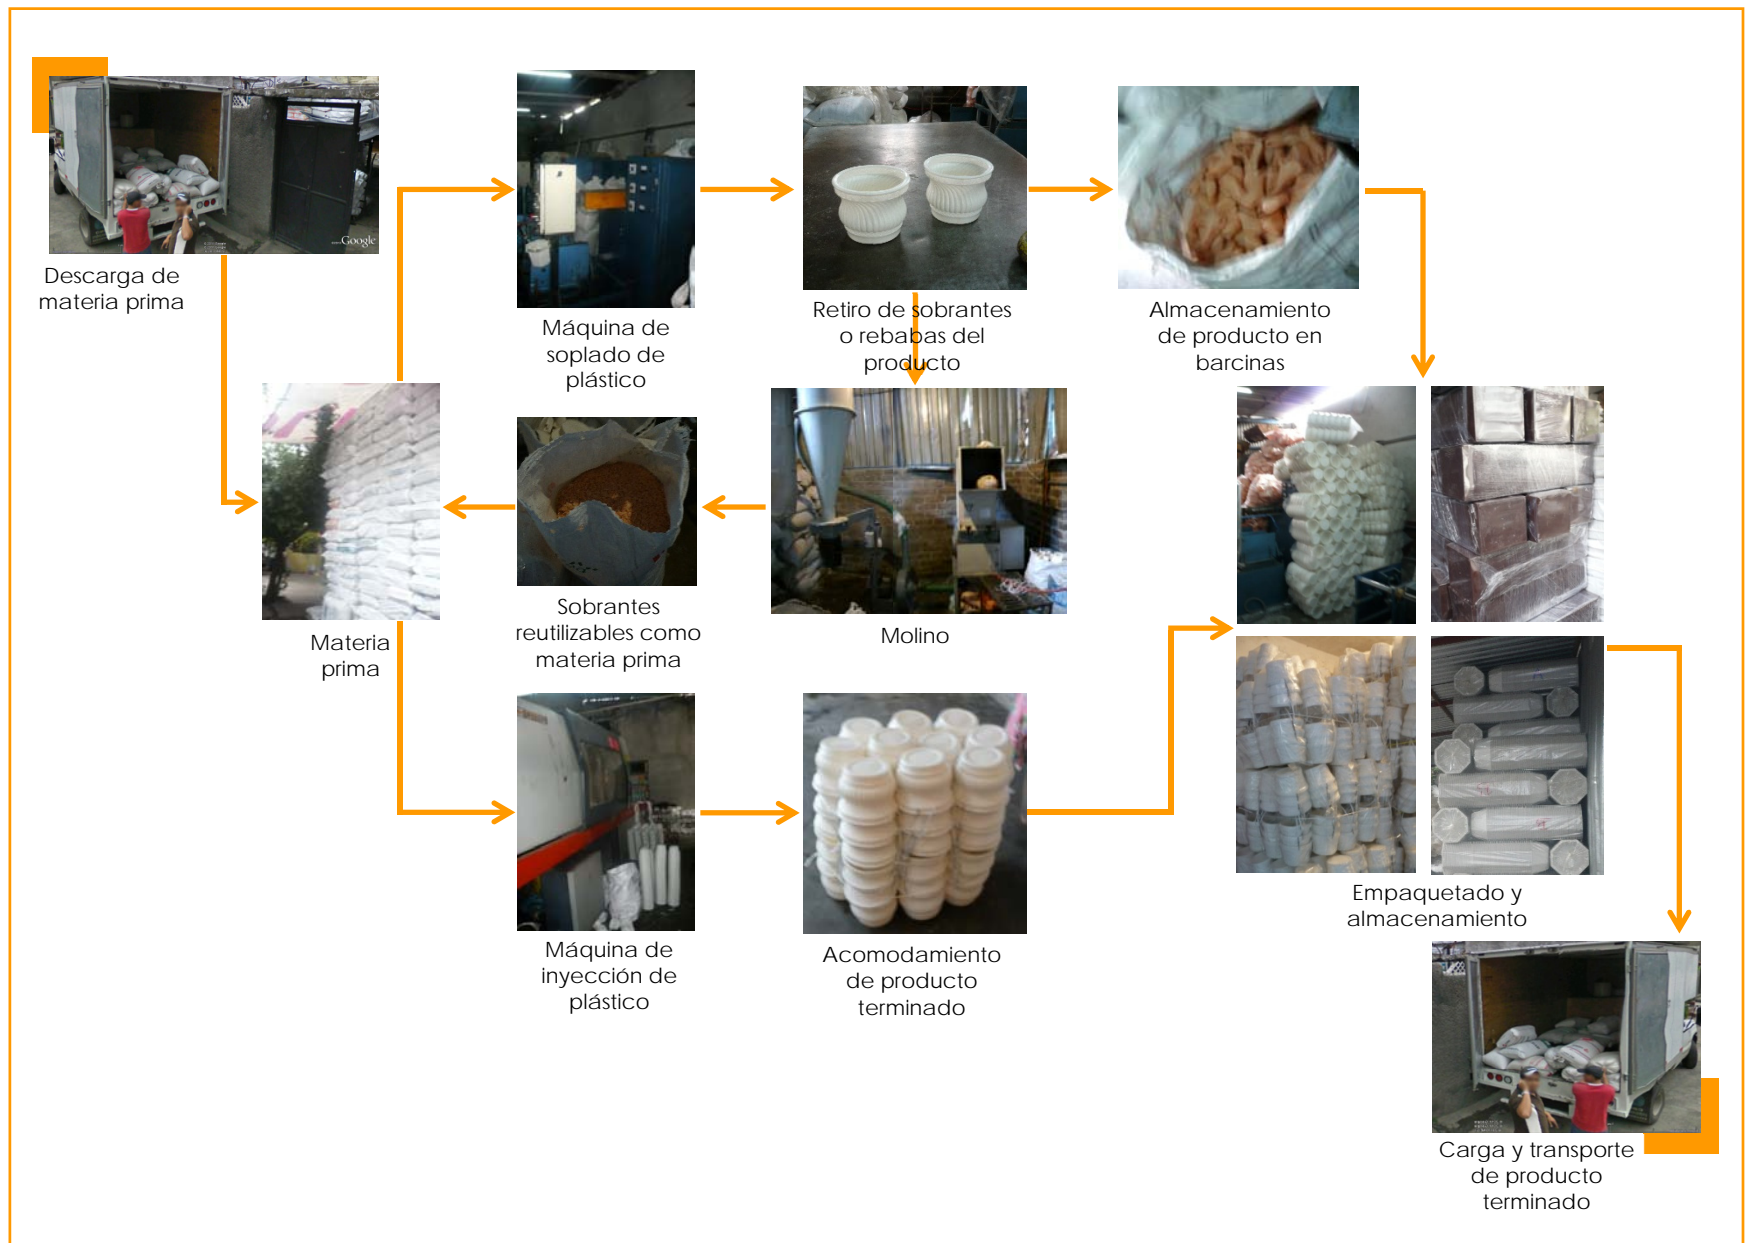 Google
Descarga de
materia prima
Máquina de
soplado de
plástico
Retiro de sobrantes
o rebabas del
producto
Almacenamiento
de producto en
barcinas
Materia
prima
Sobrantes
reutilizables como
materia prima
Molino
Máquina de
inyección de
plástico
Acomodamiento
de producto
terminado
Empaquetado y
almacenamiento
Carga y transporte
de producto
terminado